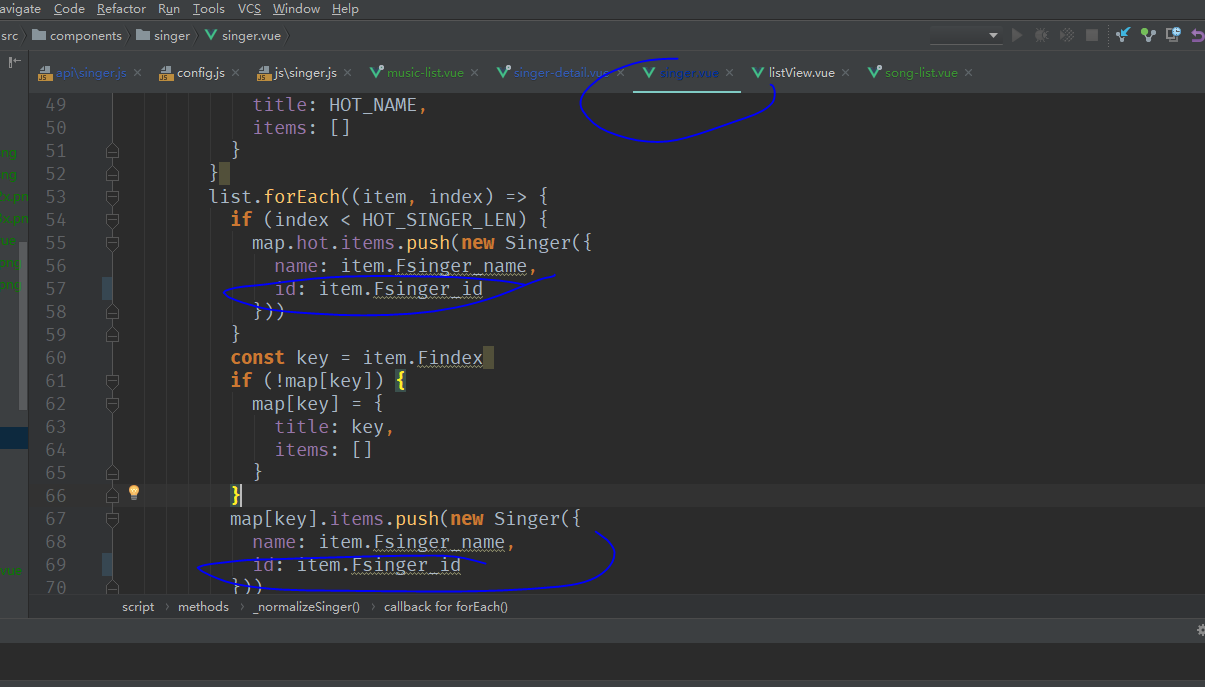 avigate Code Refactor Run Tools VCS Window Help
src components singer singer.vue
api\singer.js config.js js\singer.js music-list.vue singer-detail.vue singer.vue listView.vue song-list.vue
49 title: HOT_NAME,
50 items: []
51 }
52 }
53 list.forEach((item, index) => {
54 if (index < HOT_SINGER_LEN) {
55 map.hot.items.push(new Singer({
56 name: item.Fsinger_name,
57 id: item.Fsinger_id
58 }))
59 }
60 const key = item.Findex
61 if (!map[key]) {
62 map[key] = {
63 title: key,
64 items: []
65 }
66 }
67 map[key].items.push(new Singer({
68 name: item.Fsinger_name,
69 id: item.Fsinger_id
70 }))
script methods _normalizeSinger() callback for forEach()